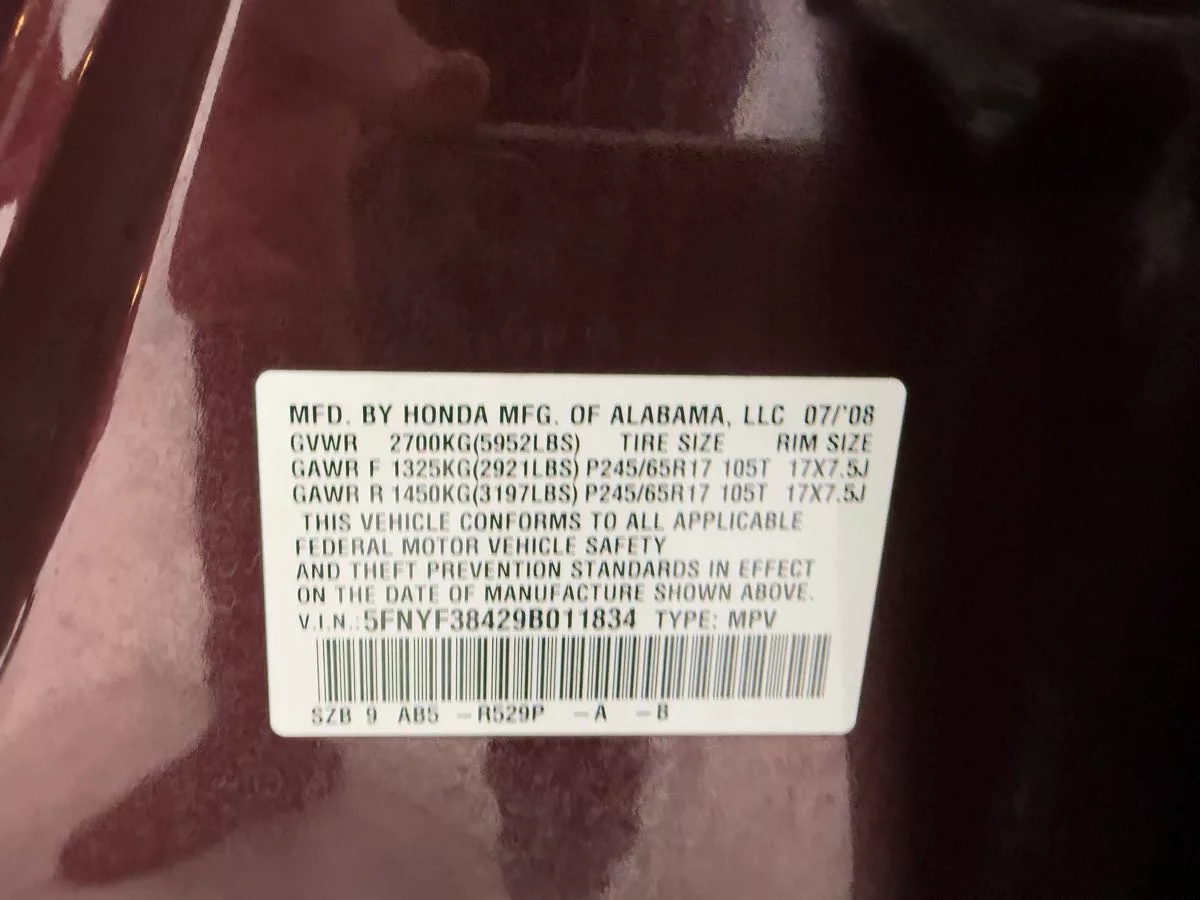 MFD. BY HONDA MFG. OF ALABAMA, LLC 07/'08
GVWR 2700KG(5952LBS) TIRE SIZE RIM SIZE
GAWR F 1325KG(2921LBS) P245/65R17 105T 17X7.5J
GAWR R 1450KG(3197LBS) P245/65R17 105T 17X7.5J
THIS VEHICLE CONFORMS TO ALL APPLICABLE
FEDERAL MOTOR VEHICLE SAFETY
AND THEFT PREVENTION STANDARDS IN EFFECT
ON THE DATE OF MANUFACTURE SHOWN ABOVE.
V.I.N.: 5FNYF38429B011834 TYPE: MPV
SZB 9 AB5 -R529P -A -B